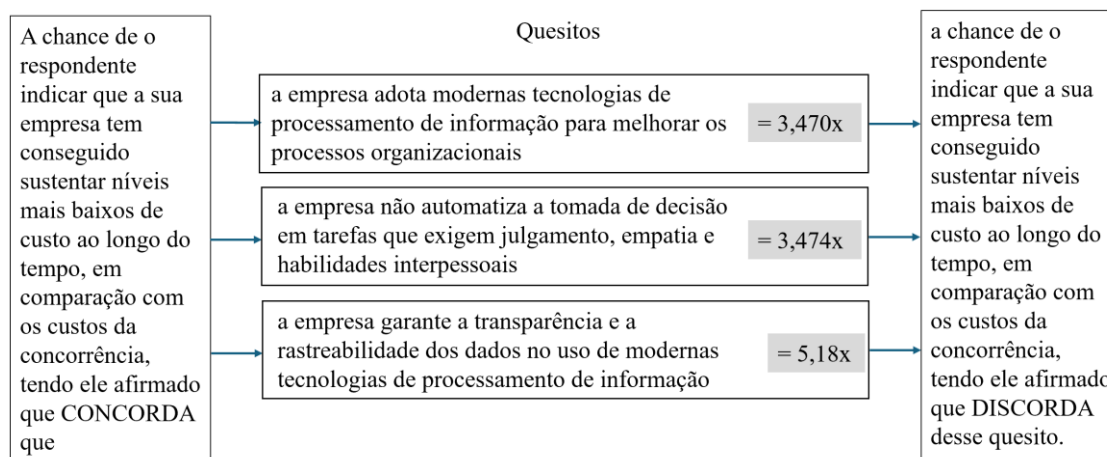 A chance de o
respondente
indicar que a sua
empresa tem
conseguido
sustentar níveis
mais baixos de
custo ao longo do
tempo, em
comparação com
os custos da
concorrência,
tendo ele afirmado
que CONCORDA
que
Quesitos
a empresa adota modernas tecnologias de
processamento de informação para melhorar os
processos organizacionais
= 3,470x
a empresa não automatiza a tomada de decisão
em tarefas que exigem julgamento, empatia e
habilidades interpessoais
= 3,474x
a empresa garante a transparência e a
rastreabilidade dos dados no uso de modernas
tecnologias de processamento de informação
= 5,18x
a chance de o
respondente
indicar que a sua
empresa tem
conseguido
sustentar níveis
mais baixos de
custo ao longo do
tempo, em
comparação com
os custos da
concorrência,
tendo ele afirmado
que DISCORDA
desse quesito.